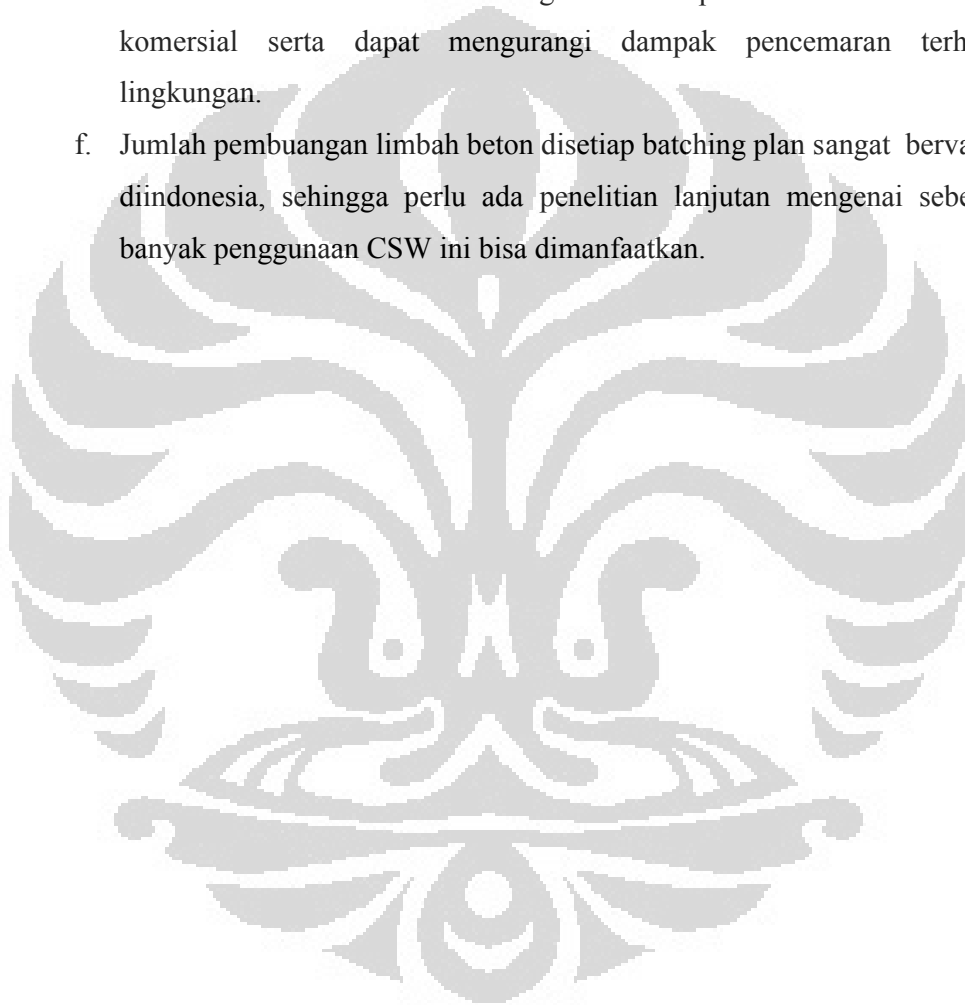 komersial serta dapat mengurangi dampak pencemaran terh
lingkungan.
f. Jumlah pembuangan limbah beton disetiap batching plan sangat berva
diindonesia, sehingga perlu ada penelitian lanjutan mengenai sebe
banyak penggunaan CSW ini bisa dimanfaatkan.